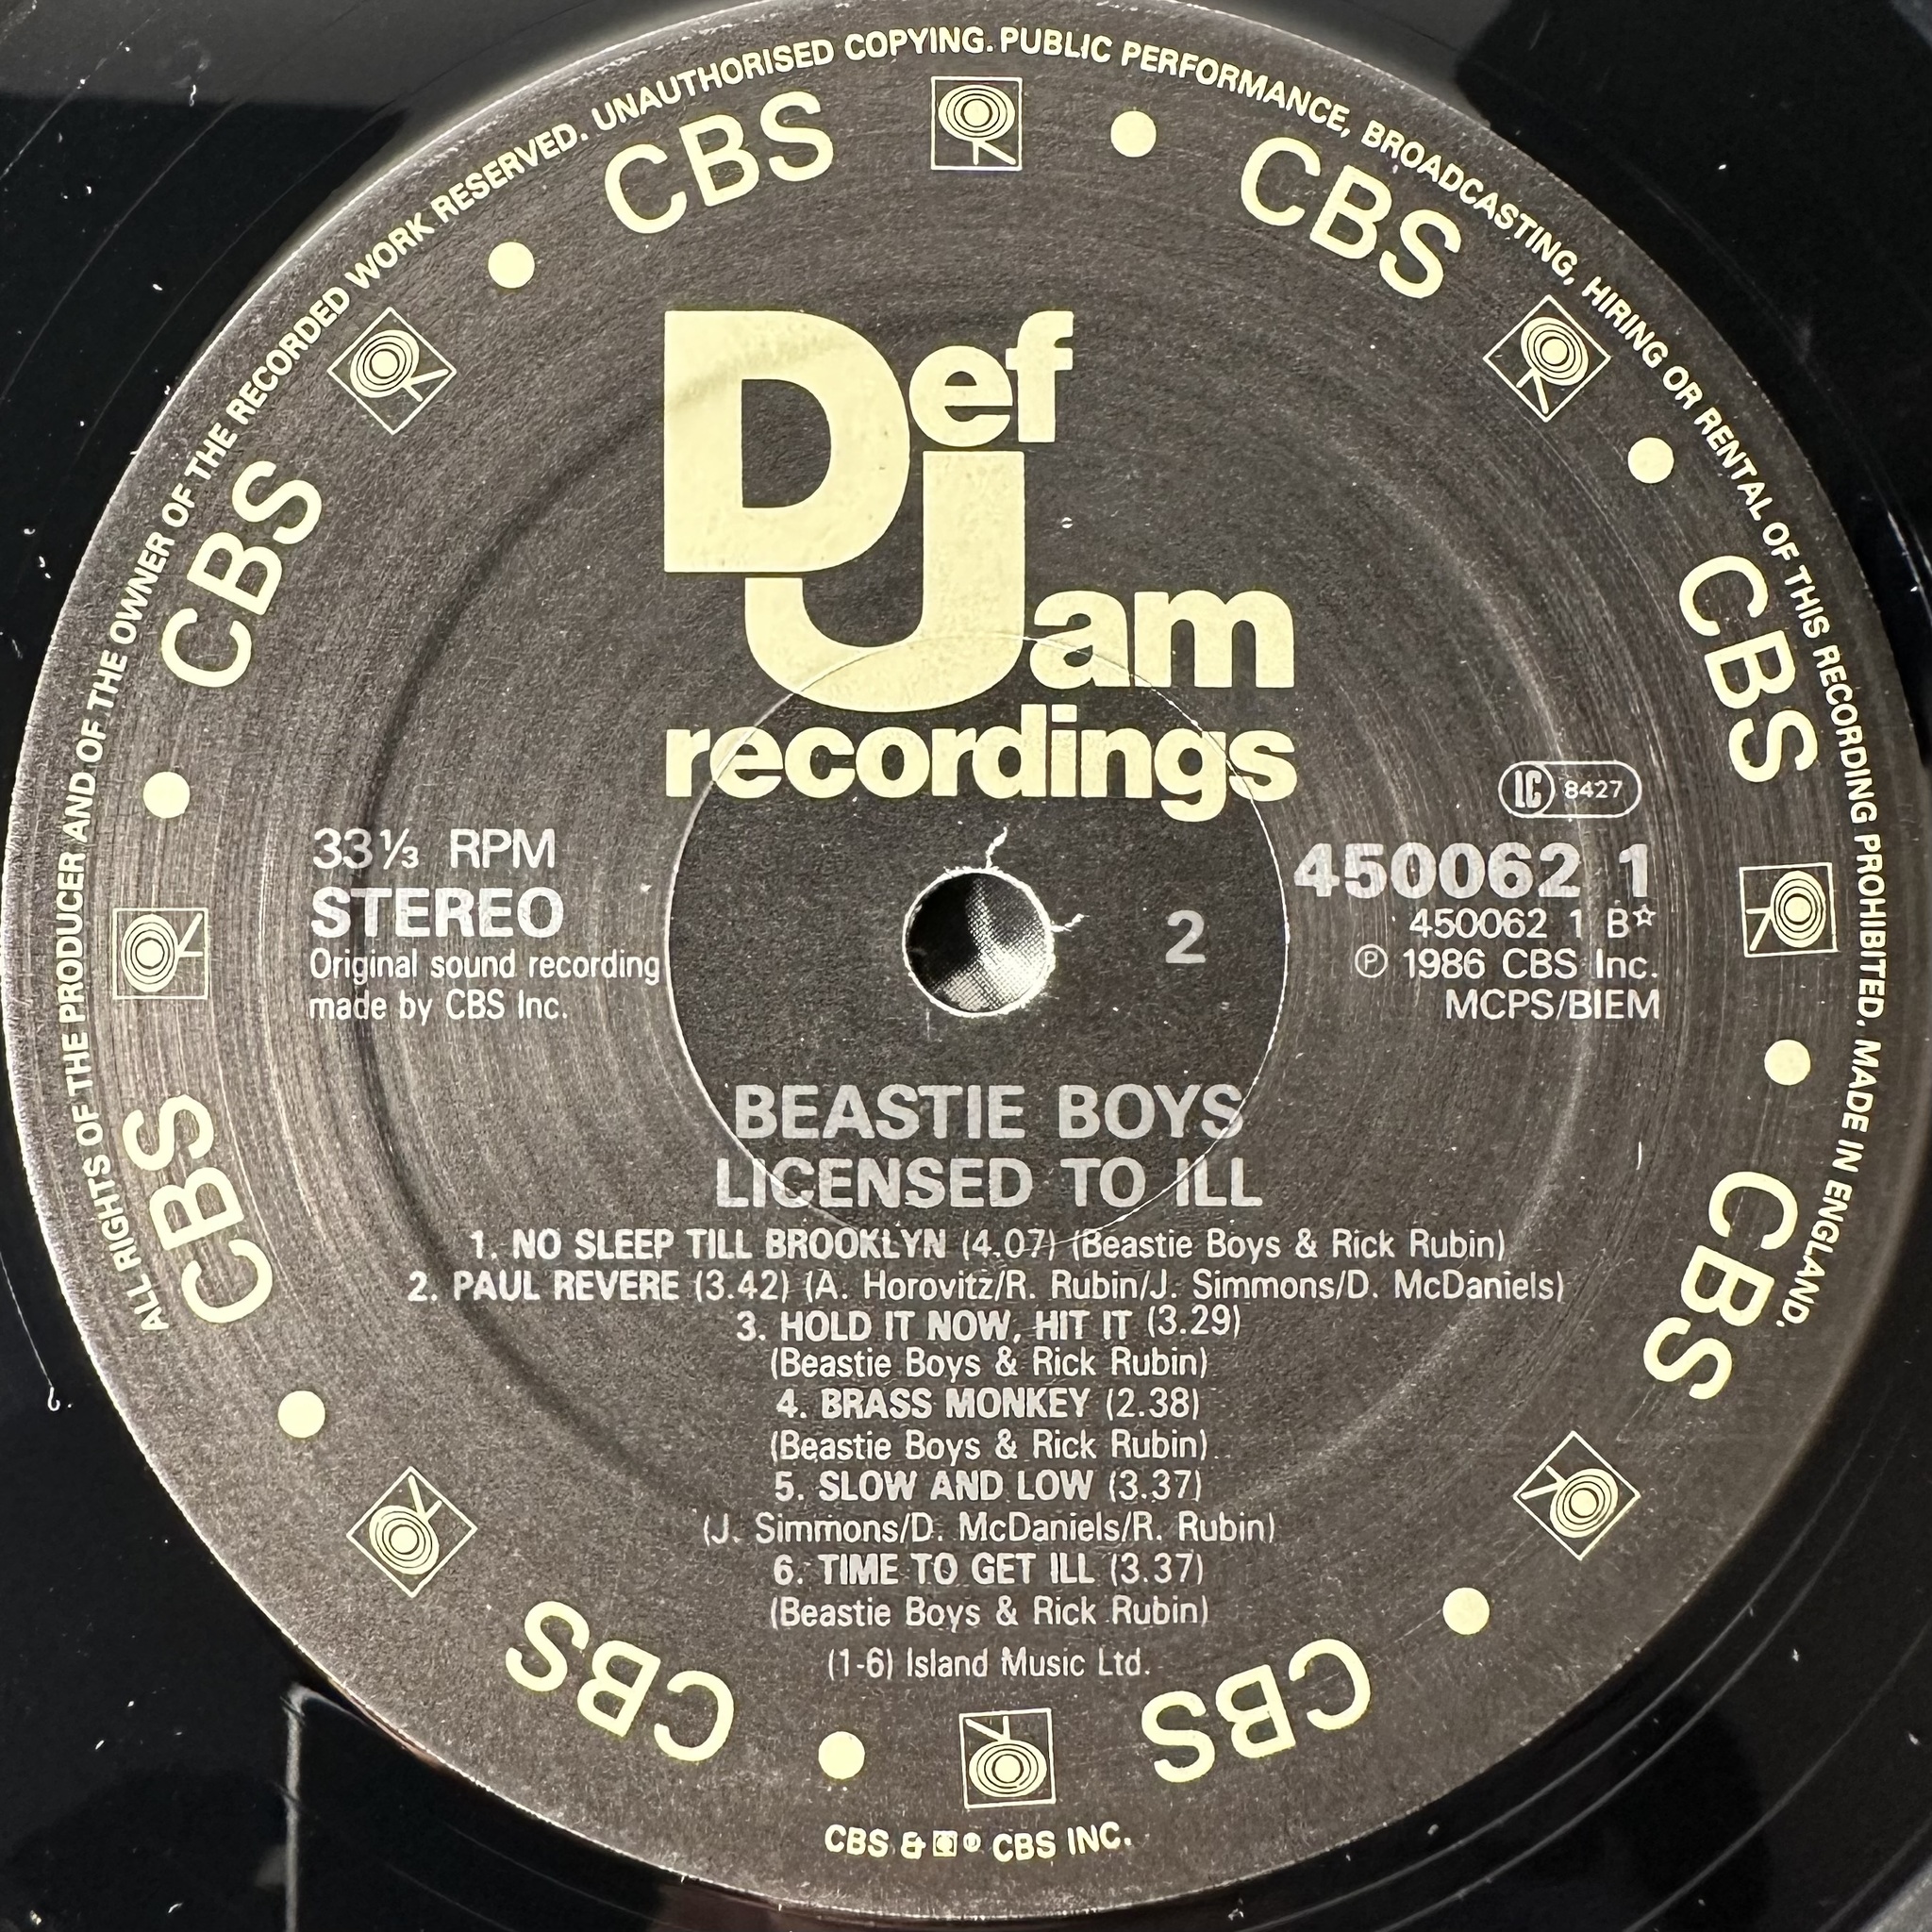 ALL RIGHTS OF THE PRODUCER AND OF THE OWNER OF THE RECORDED WORK RESERVED. UNAUTHORISED COPYING. PUBLIC PERFORMANCE, BROADCASTING, HIRING OR RENTAL OF THIS RECORDING PROHIBITED. MADE IN ENGLAND.
CBS
CBS
CBS
CBS
CBS
CBS
CBS
CBS
Def
Jam
recordings
LC 8427
33⅓ RPM
STEREO
Original sound recording
made by CBS Inc.
2
450062 1
450062 1 B☆
℗ 1986 CBS Inc.
MCPS/BIEM
BEASTIE BOYS
LICENSED TO ILL
1. NO SLEEP TILL BROOKLYN (4.07) (Beastie Boys & Rick Rubin)
2. PAUL REVERE (3.42) (A. Horovitz/R. Rubin/J. Simmons/D. McDaniels)
3. HOLD IT NOW, HIT IT (3.29)
(Beastie Boys & Rick Rubin)
4. BRASS MONKEY (2.38)
(Beastie Boys & Rick Rubin)
5. SLOW AND LOW (3.37)
(J. Simmons/D. McDaniels/R. Rubin)
6. TIME TO GET ILL (3.37)
(Beastie Boys & Rick Rubin)
(1-6) Island Music Ltd.
CBS & ® CBS INC.